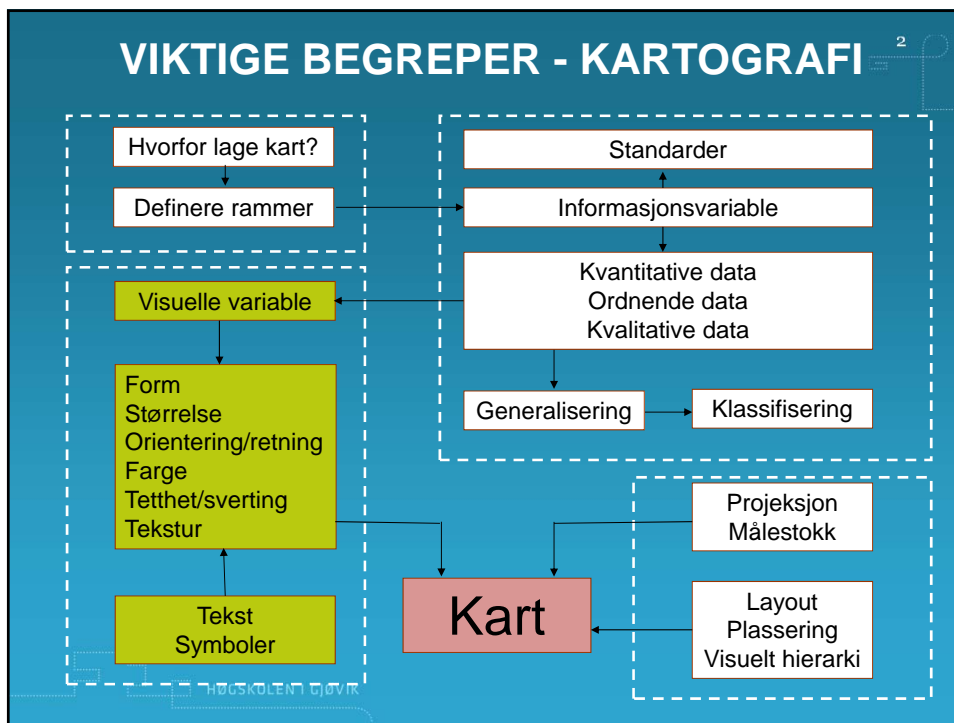 VIKTIGE BEGREPER - KARTOGRAFI
2
Hvorfor lage kart?
Definere rammer
Standarder
Informasjonsvariable
Kvantitative data
Ordnende data
Kvalitative data
Generalisering
Klassifisering
Visuelle variable
Form
Størrelse
Orientering/retning
Farge
Tetthet/sverting
Tekstur
Tekst
Symboler
Kart
Projeksjon
Målestokk
Layout
Plassering
Visuelt hierarki
HØGSKOLEN I GJØVIK